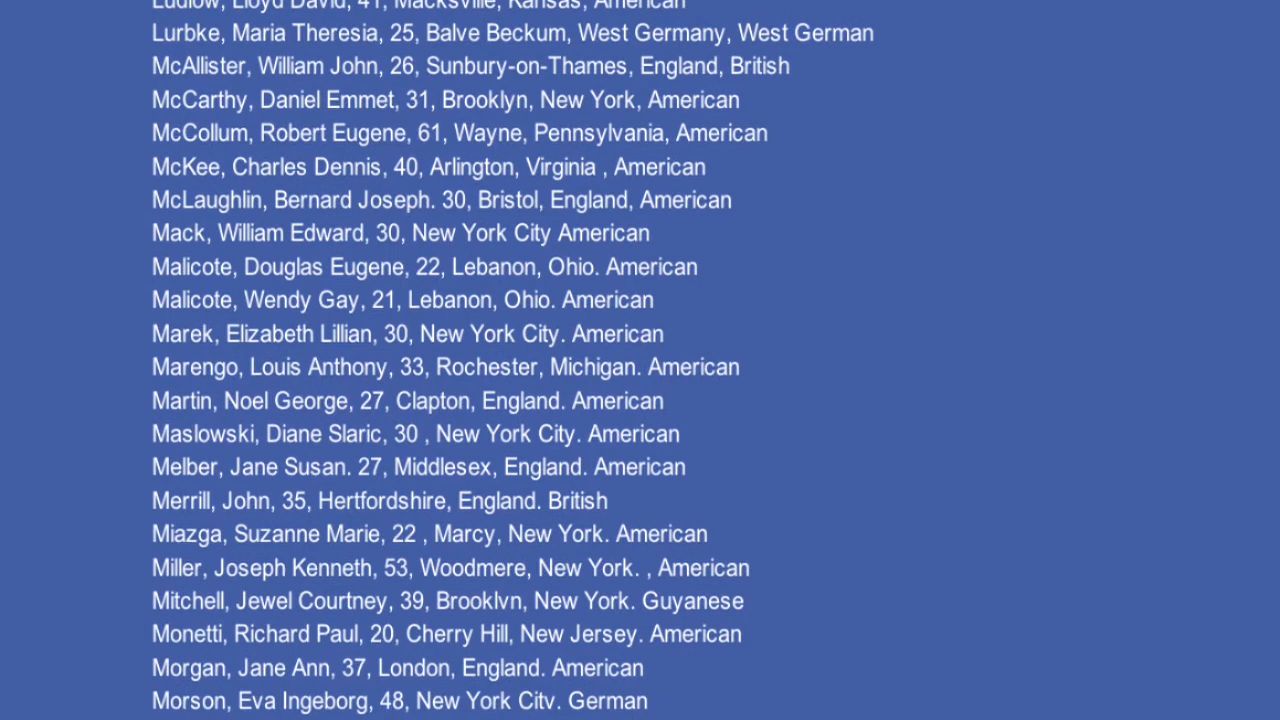 Ludlow, Lloyd David, 41, Macksville, Kansas, American
Lurbke, Maria Theresia, 25, Balve Beckum, West Germany, West German
McAllister, William John, 26, Sunbury-on-Thames, England, British
McCarthy, Daniel Emmet, 31, Brooklyn, New York, American
McCollum, Robert Eugene, 61, Wayne, Pennsylvania, American
McKee, Charles Dennis, 40, Arlington, Virginia , American
McLaughlin, Bernard Joseph. 30, Bristol, England, American
Mack, William Edward, 30, New York City American
Malicote, Douglas Eugene, 22, Lebanon, Ohio. American
Malicote, Wendy Gay, 21, Lebanon, Ohio. American
Marek, Elizabeth Lillian, 30, New York City. American
Marengo, Louis Anthony, 33, Rochester, Michigan. American
Martin, Noel George, 27, Clapton, England. American
Maslowski, Diane Slaric, 30 , New York City. American
Melber, Jane Susan. 27, Middlesex, England. American
Merrill, John, 35, Hertfordshire, England. British
Miazga, Suzanne Marie, 22 , Marcy, New York. American
Miller, Joseph Kenneth, 53, Woodmere, New York. , American
Mitchell, Jewel Courtney, 39, Brooklvn, New York. Guyanese
Monetti, Richard Paul, 20, Cherry Hill, New Jersey. American
Morgan, Jane Ann, 37, London, England. American
Morson, Eva Ingeborg, 48, New York City. German